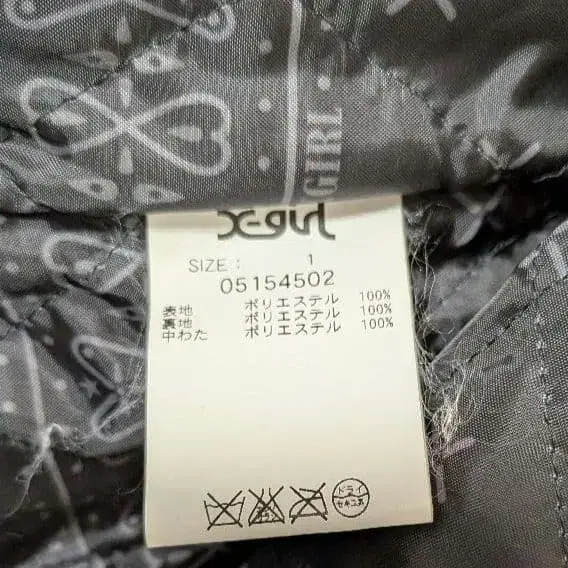 GIRL
X-girl
SIZE: 1
05154502
表地 ポリエステル 100%
裏地 ポリエステル 100%
中わた ポリエステル 100%
ドライ
セキユ系